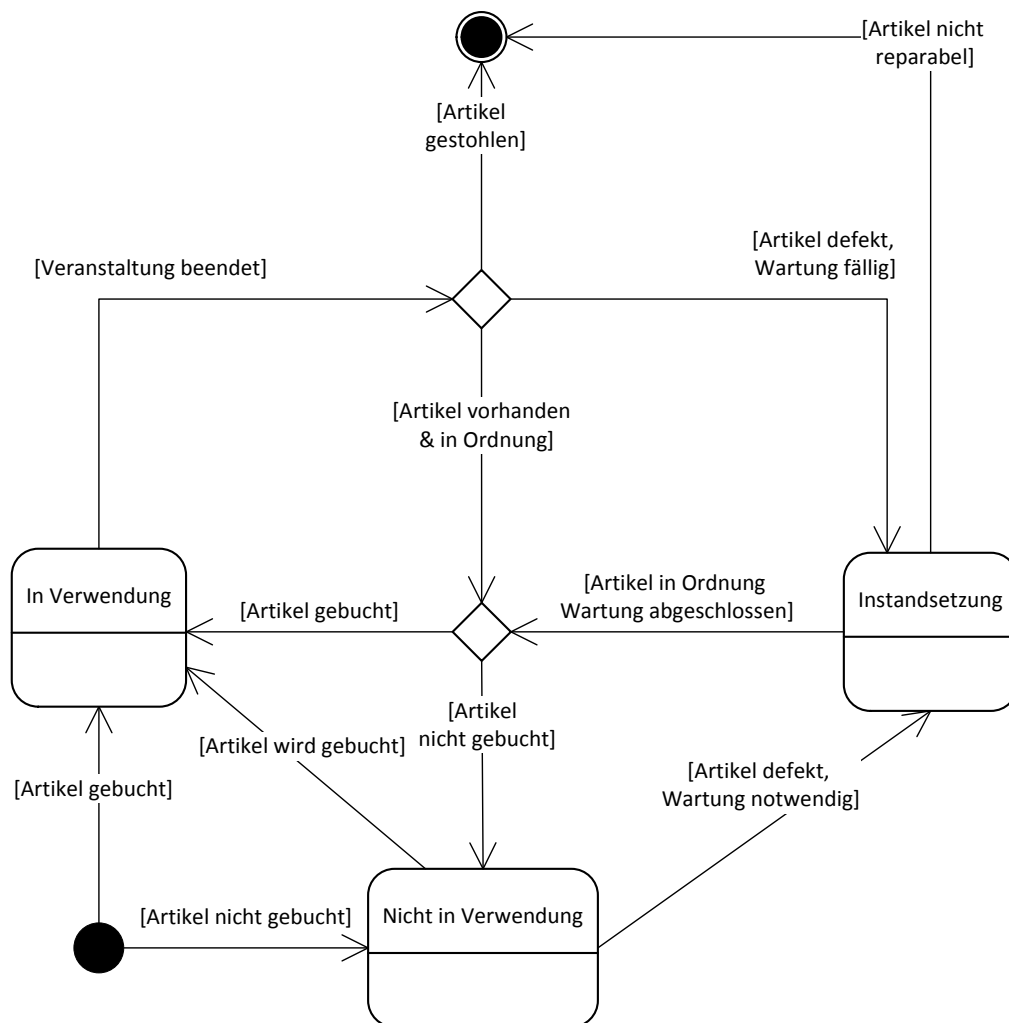 [Artikel nicht
reparabel]
[Artikel
gestohlen]
[Artikel defekt,
Wartung fällig]
[Veranstaltung beendet]
[Artikel vorhanden
& in Ordnung]
In Verwendung
[Artikel gebucht]
[Artikel in Ordnung
Wartung abgeschlossen]
Instandsetzung
[Artikel
nicht gebucht]
[Artikel wird gebucht]
[Artikel gebucht]
[Artikel defekt,
Wartung notwendig]
[Artikel nicht gebucht]
Nicht in Verwendung